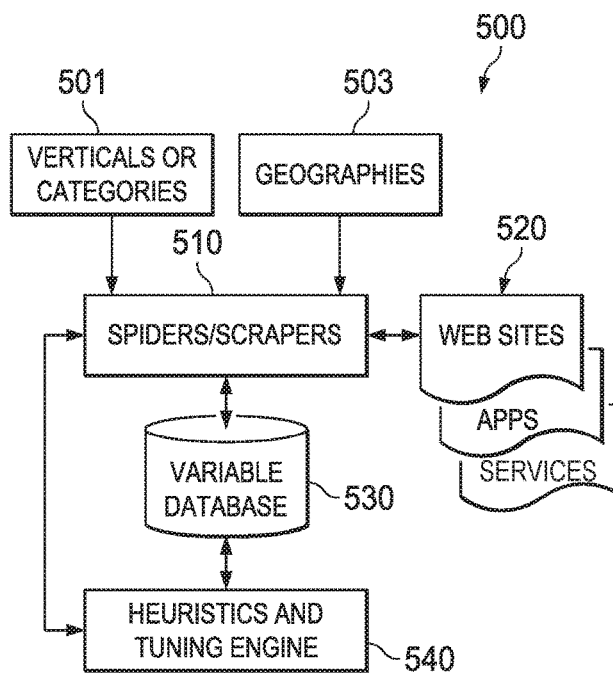 500
501
503
VERTICALS OR
CATEGORIES
GEOGRAPHIES
510
520
SPIDERS/SCRAPERS
WEB SITES
APPS
SERVICES
VARIABLE
DATABASE
530
HEURISTICS AND
TUNING ENGINE
540